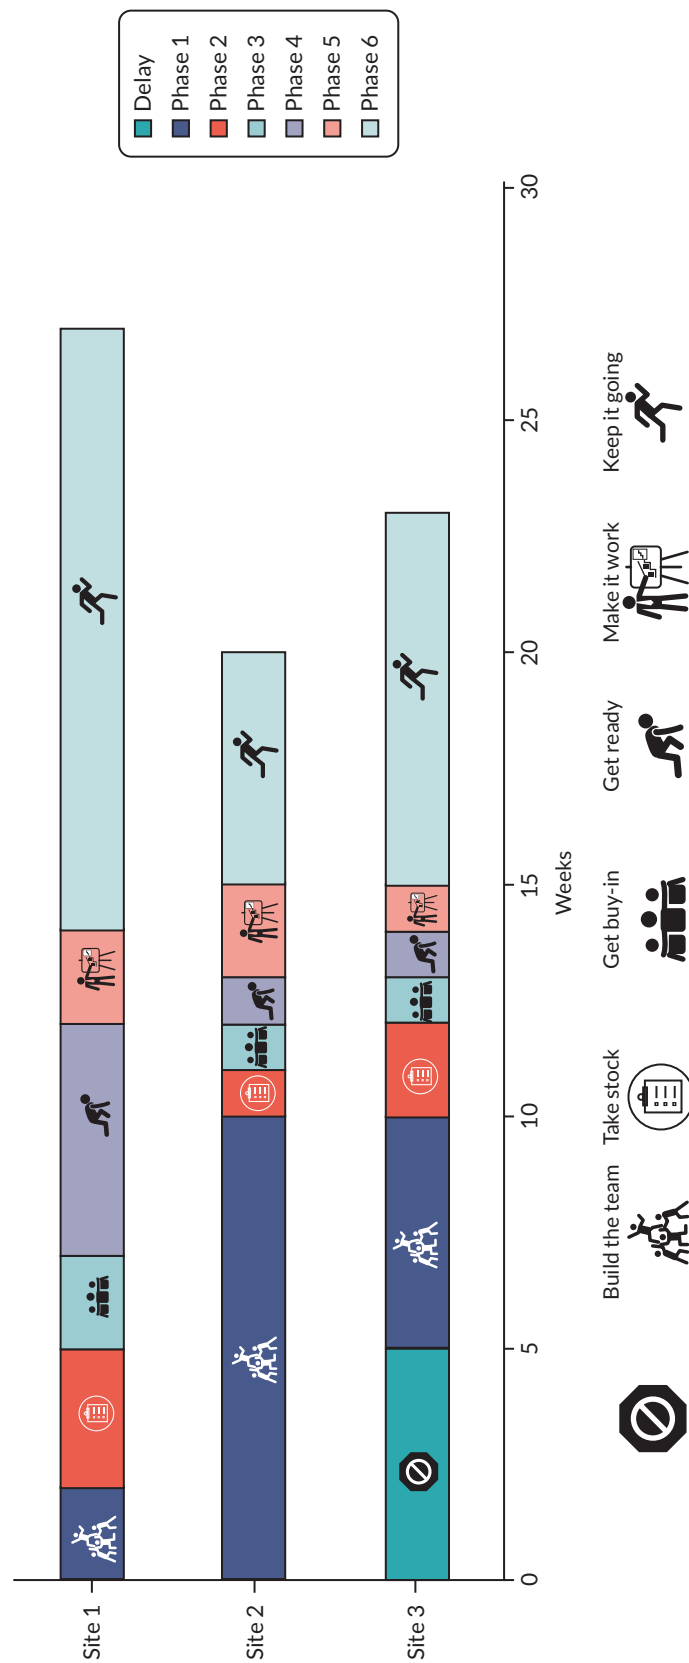 Delay
Phase 1
Phase 2
Phase 3
Phase 4
Phase 5
Phase 6
Site 1
Site 2
Site 3
0
5
10
15
20
25
30
Weeks
Build the team
Take stock
Get buy-in
Get ready
Make it work
Keep it going